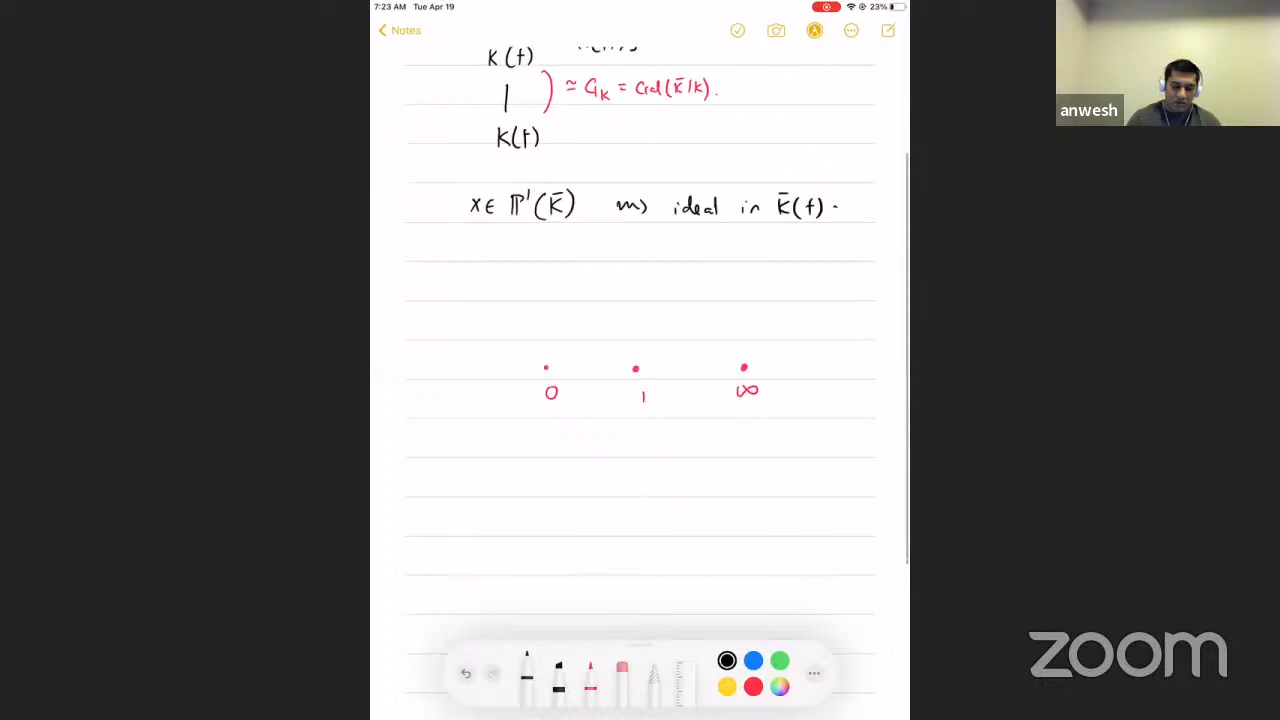 7:23 AM Tue Apr 19
23%
Notes
K(t)
≃ G_K = Gal(K̄/K).
K(t)
x ∈ ℙ¹(K̄) ⇝ ideal in K̄(t).
0 1 ∞
anwesh
zoom